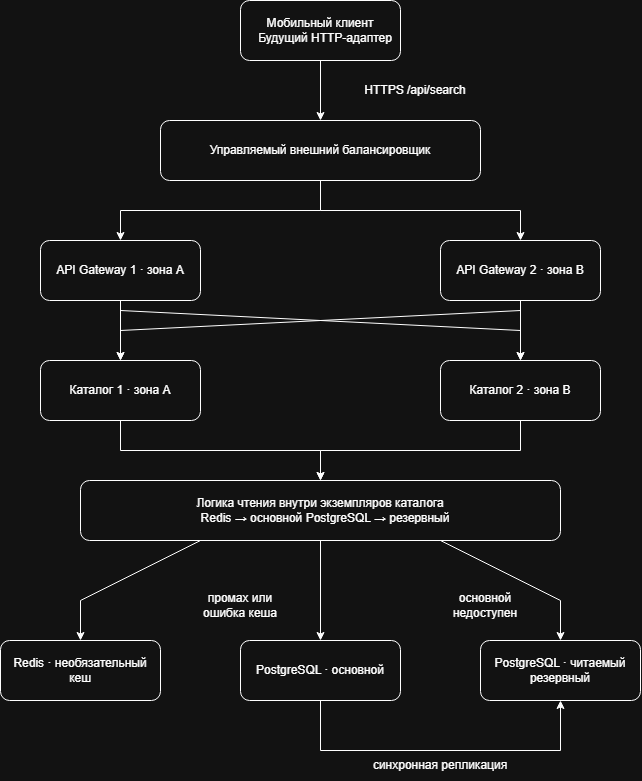 Мобильный клиент
Будущий HTTP-адаптер
HTTPS /api/search
Управляемый внешний балансировщик
API Gateway 1 · зона A
API Gateway 2 · зона B
Каталог 1 · зона A
Каталог 2 · зона B
Логика чтения внутри экземпляров каталога
Redis → основной PostgreSQL → резервный
промах или
ошибка кеша
основной
недоступен
Redis · необязательный
кеш
PostgreSQL · основной
PostgreSQL · читаемый
резервный
синхронная репликация